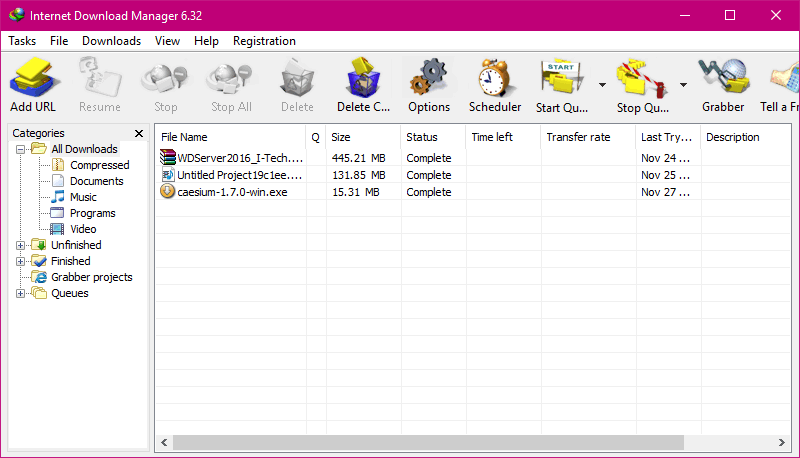 Internet Download Manager 6.32
Tasks File Downloads View Help Registration
Add URL Resume Stop Stop All Delete Delete C... Options Scheduler Start Qu... Stop Qu... Grabber Tell a Fr
START
Categories
All Downloads
Compressed
Documents
Music
Programs
Video
Unfinished
Finished
Grabber projects
Queues
File Name Q Size Status Time left Transfer rate Last Try... Description
WDServer2016_I-Tech.... 445.21 MB Complete Nov 24 ...
Untitled Project19c1ee.... 131.85 MB Complete Nov 25 ...
caesium-1.7.0-win.exe 15.31 MB Complete Nov 27 ...